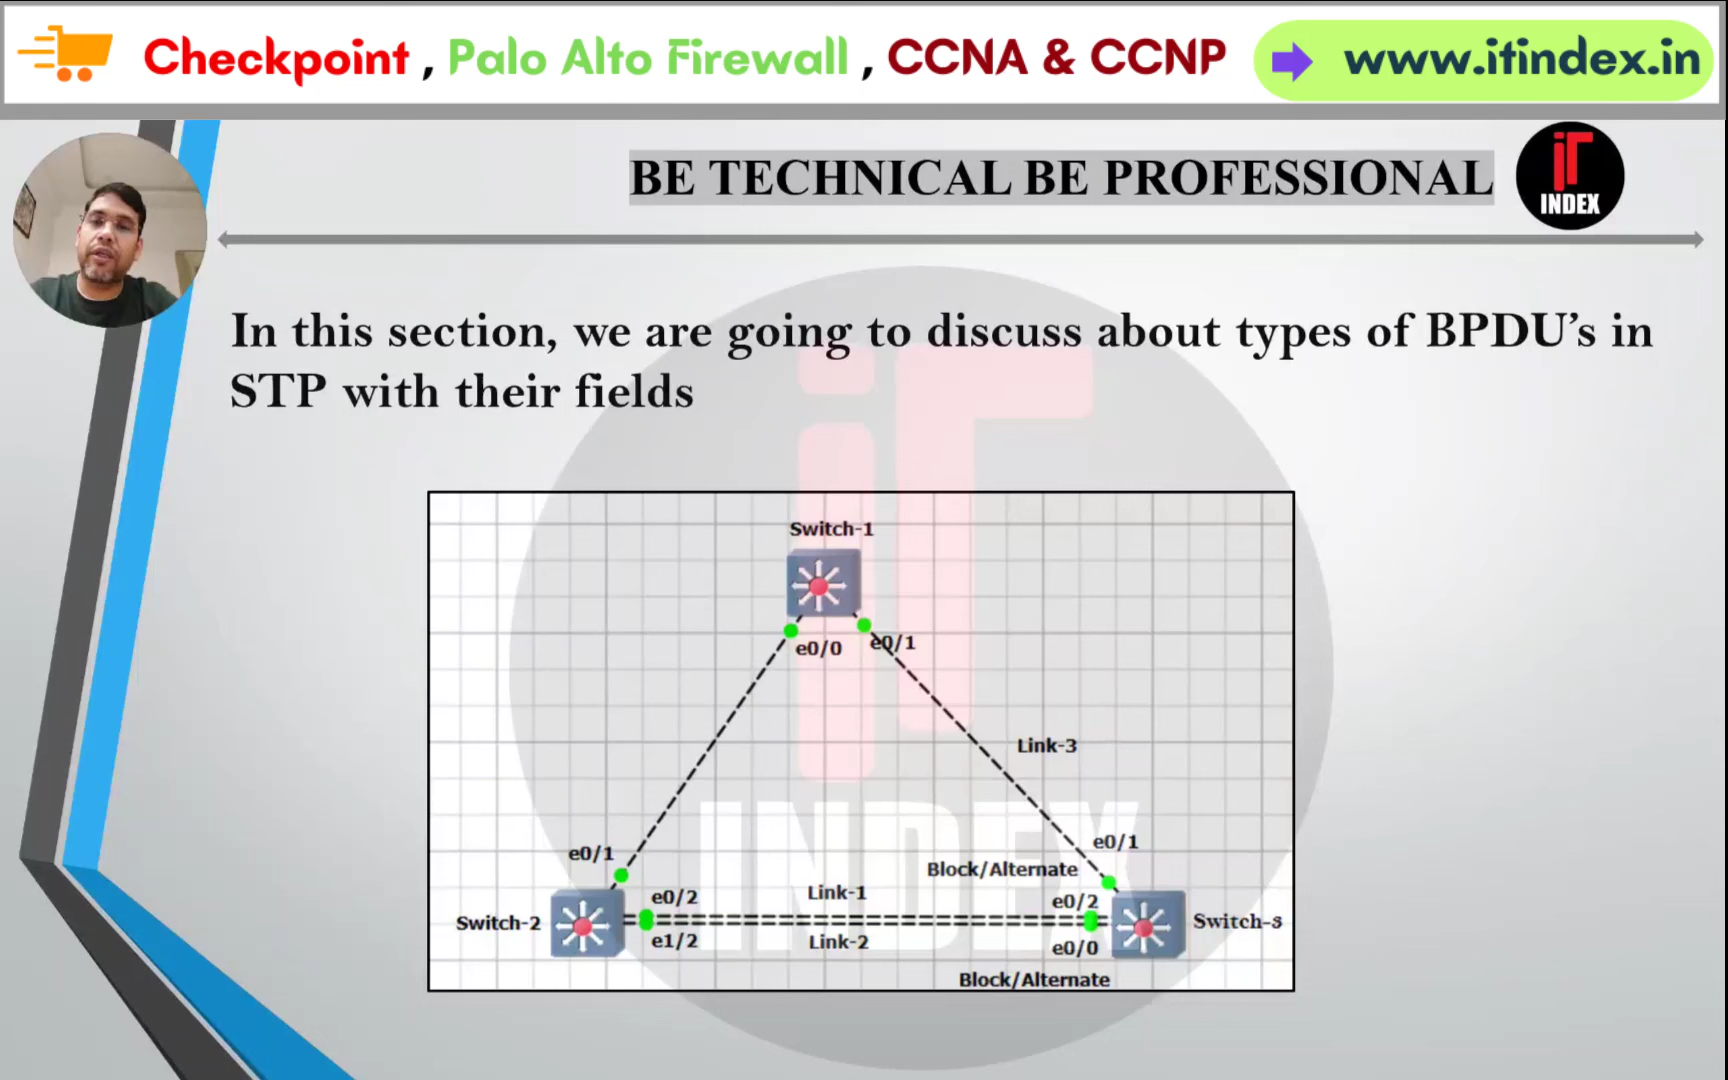 Checkpoint , Palo Alto Firewall , CCNA & CCNP www.itindex.in
BE TECHNICAL BE PROFESSIONAL
iT
INDEX
In this section, we are going to discuss about types of BPDU’s in
STP with their fields
iT
INDEX
Switch-1
e0/0 e0/1
Link-3
e0/1 e0/1
Block/Alternate
Link-1
e0/2 e0/2
Switch-2 Switch-3
e1/2 Link-2 e0/0
Block/Alternate